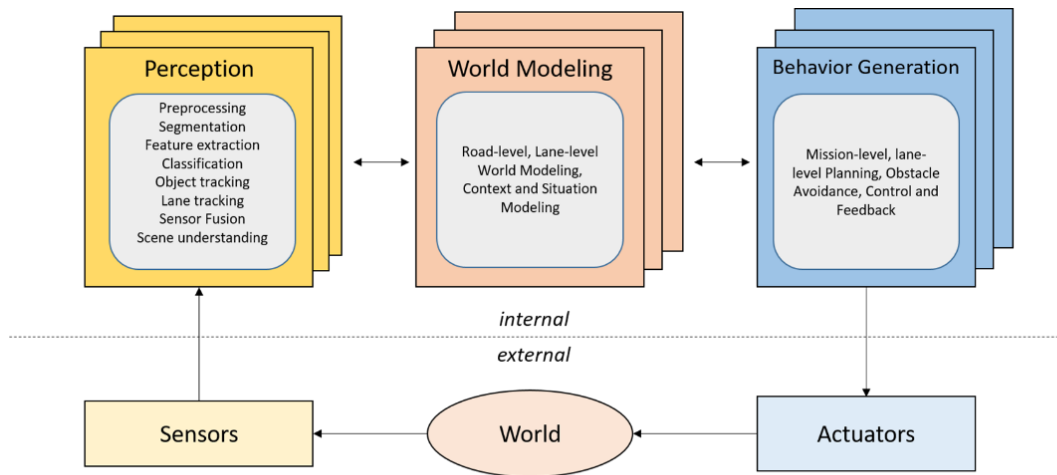 Perception
Preprocessing
Segmentation
Feature extraction
Classification
Object tracking
Lane tracking
Sensor Fusion
Scene understanding
World Modeling
Road-level, Lane-level
World Modeling,
Context and Situation
Modeling
Behavior Generation
Mission-level, lane-
level Planning, Obstacle
Avoidance, Control and
Feedback
internal
external
Sensors
World
Actuators